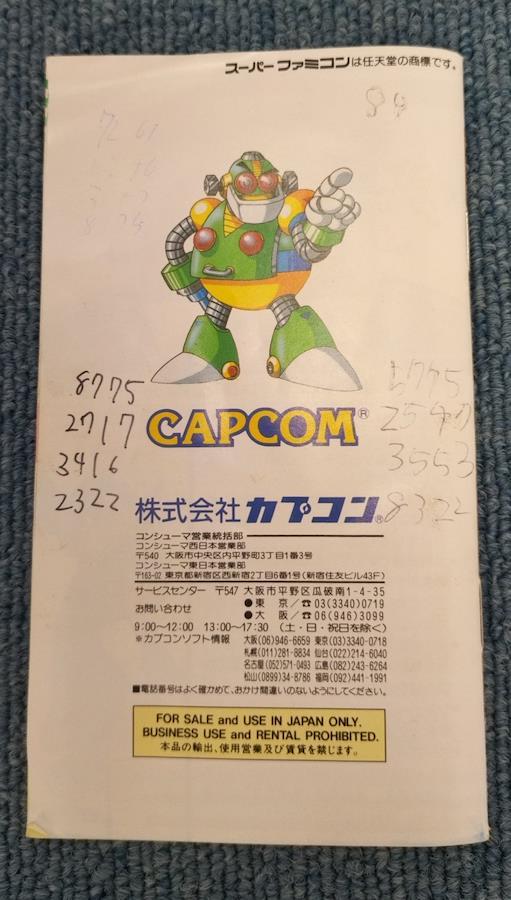 スーパーファミコンは任天堂の商標です。
8775
2717
3416
2322
CAPCOM®
3553
8322
株式会社カプコン®
コンシューマ営業統括部
コンシューマ西日本営業部
〒540 大阪市中央区内平野町3丁目1番3号
コンシューマ東日本営業部
〒163-02 東京都新宿区西新宿2丁目6番1号(新宿住友ビル43F)
サービスセンター 〒547 大阪市平野区瓜破南1-4-35
お問い合わせ ●東京/☎03(3340)0719
●大阪/☎06(946)3099
9:00〜12:00 13:00〜17:30 (土・日・祝日を除く)
※カプコンソフト情報 大阪(06)946-6659 東京(03)3340-0718
札幌(011)281-8834 仙台(022)214-6040
名古屋(052)571-0493 広島(082)243-6264
松山(0899)34-8786 福岡(092)441-1991
■電話番号はよく確かめて、おかけ間違いのないようにしてください。
FOR SALE and USE IN JAPAN ONLY.
BUSINESS USE and RENTAL PROHIBITED.
本品の輸出、使用営業及び賃貸を禁じます。